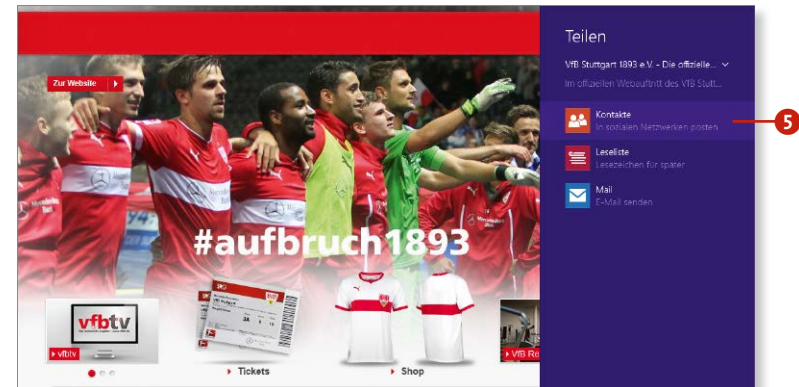 Zur Website
#aufbruch1893
vfbtv
vfbtv
Tickets
Shop
VfB Re
Teilen
VfB Stuttgart 1893 e.V. - Die offizielle...
Im offiziellen Webauftritt des VfB Stutt...
Kontakte
In sozialen Netzwerken posten
Leseliste
Lesezeichen für später
Mail
E-Mail senden
5